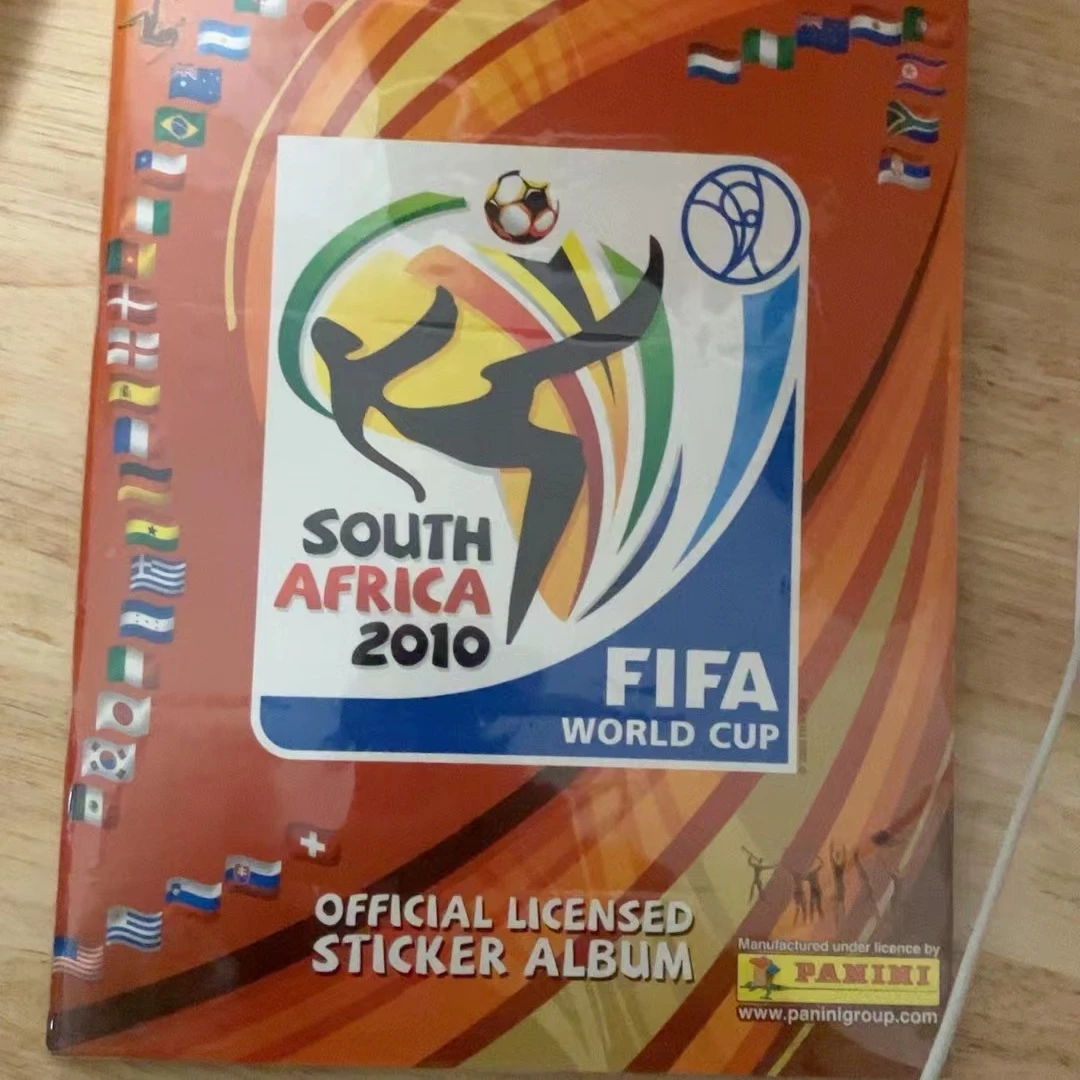 SOUTH
AFRICA
2010
FIFA
WORLD CUP
OFFICIAL LICENSED
STICKER ALBUM
Manufactured under licence by
PANINI
www.paninigroup.com